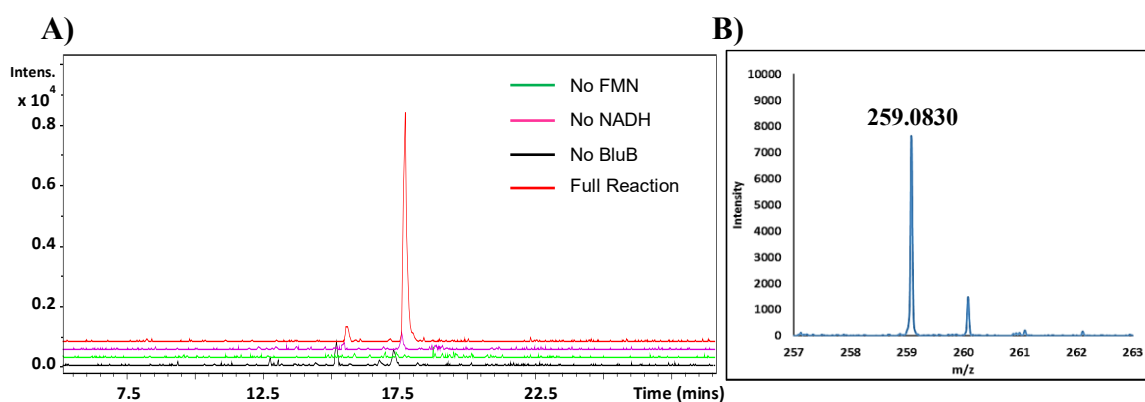 A)
Intens.
x 10⁴
0.8
0.6
0.4
0.2
0.0
7.5 12.5 17.5 22.5 Time (mins)
No FMN
No NADH
No BluB
Full Reaction
B)
10000
9000
8000
7000
6000
5000
4000
3000
2000
1000
0
Intensity
259.0830
257 258 259 260 261 262 263
m/z